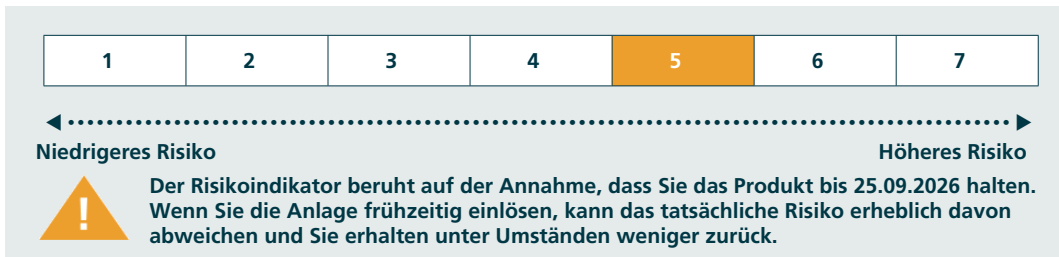 1 2 3 4 5 6 7
Niedrigeres Risiko Höheres Risiko
Der Risikoindikator beruht auf der Annahme, dass Sie das Produkt bis 25.09.2026 halten.
Wenn Sie die Anlage frühzeitig einlösen, kann das tatsächliche Risiko erheblich davon
abweichen und Sie erhalten unter Umständen weniger zurück.